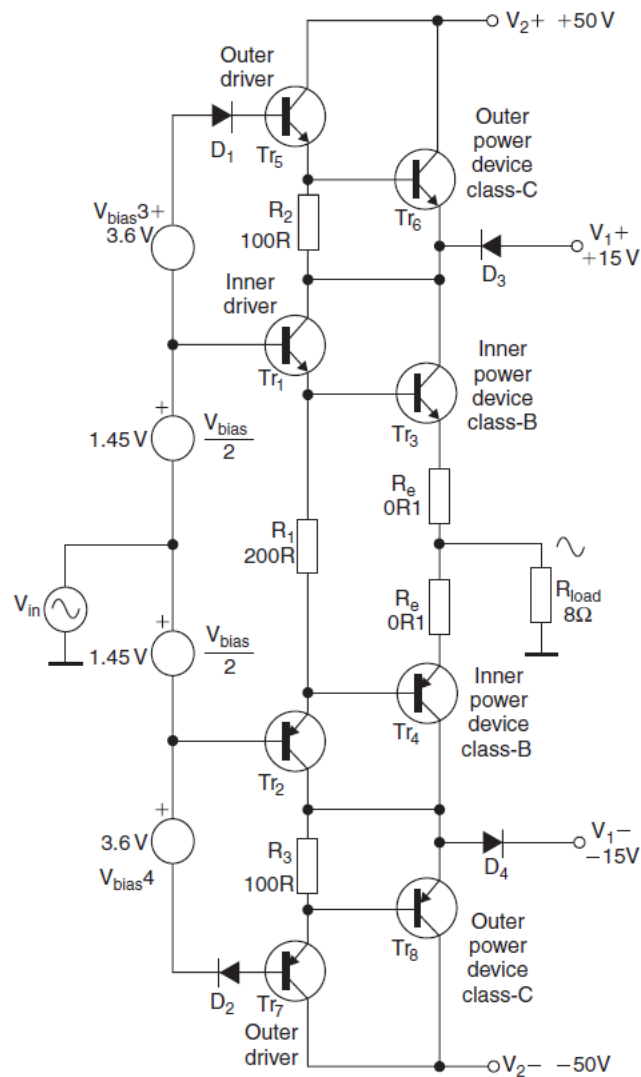 V2+ +50 V
Outer
driver
D1
Tr5
Outer
power
device
class-C
Tr6
Vbias3+
3.6 V
R2
100R
V1+
+15 V
D3
Inner
driver
Tr1
Inner
power
device
class-B
Tr3
+
1.45 V
Vbias
2
Re
0R1
R1
200R
Vin
Rload
8Ω
Re
0R1
+
1.45 V
Vbias
2
Inner
power
device
class-B
Tr4
Tr2
+
3.6 V
Vbias4
R3
100R
V1−
−15V
D4
Tr8
Outer
power
device
class-C
D2
Tr7
Outer
driver
V2− −50V